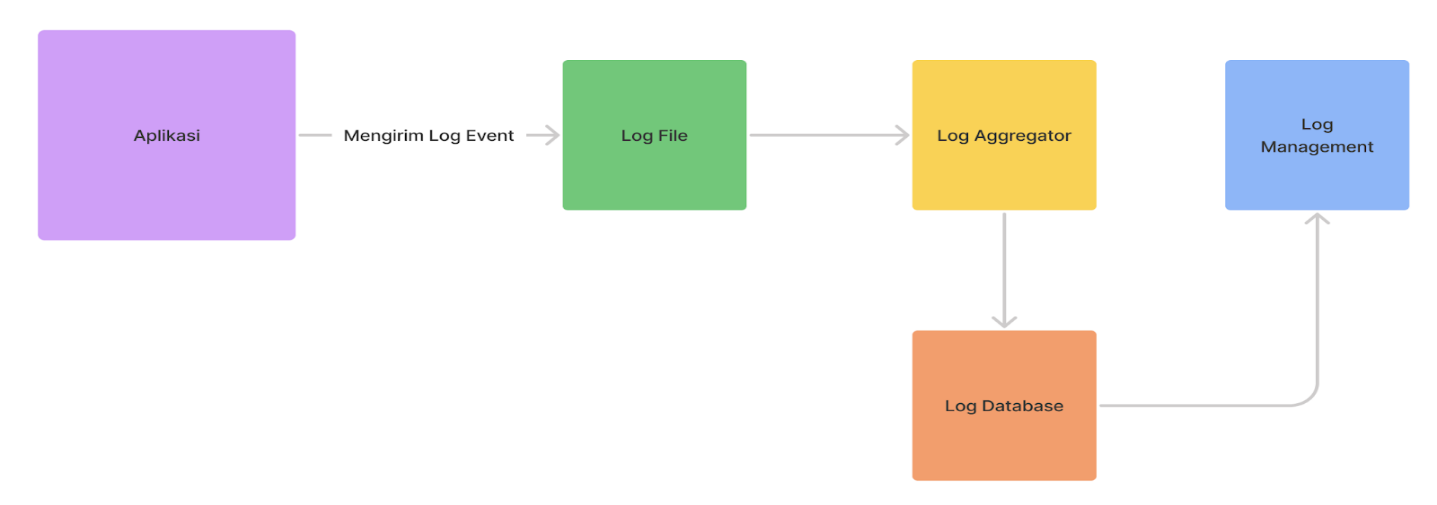 Aplikasi
Mengirim Log Event
Log File
Log Aggregator
Log
Management
Log Database